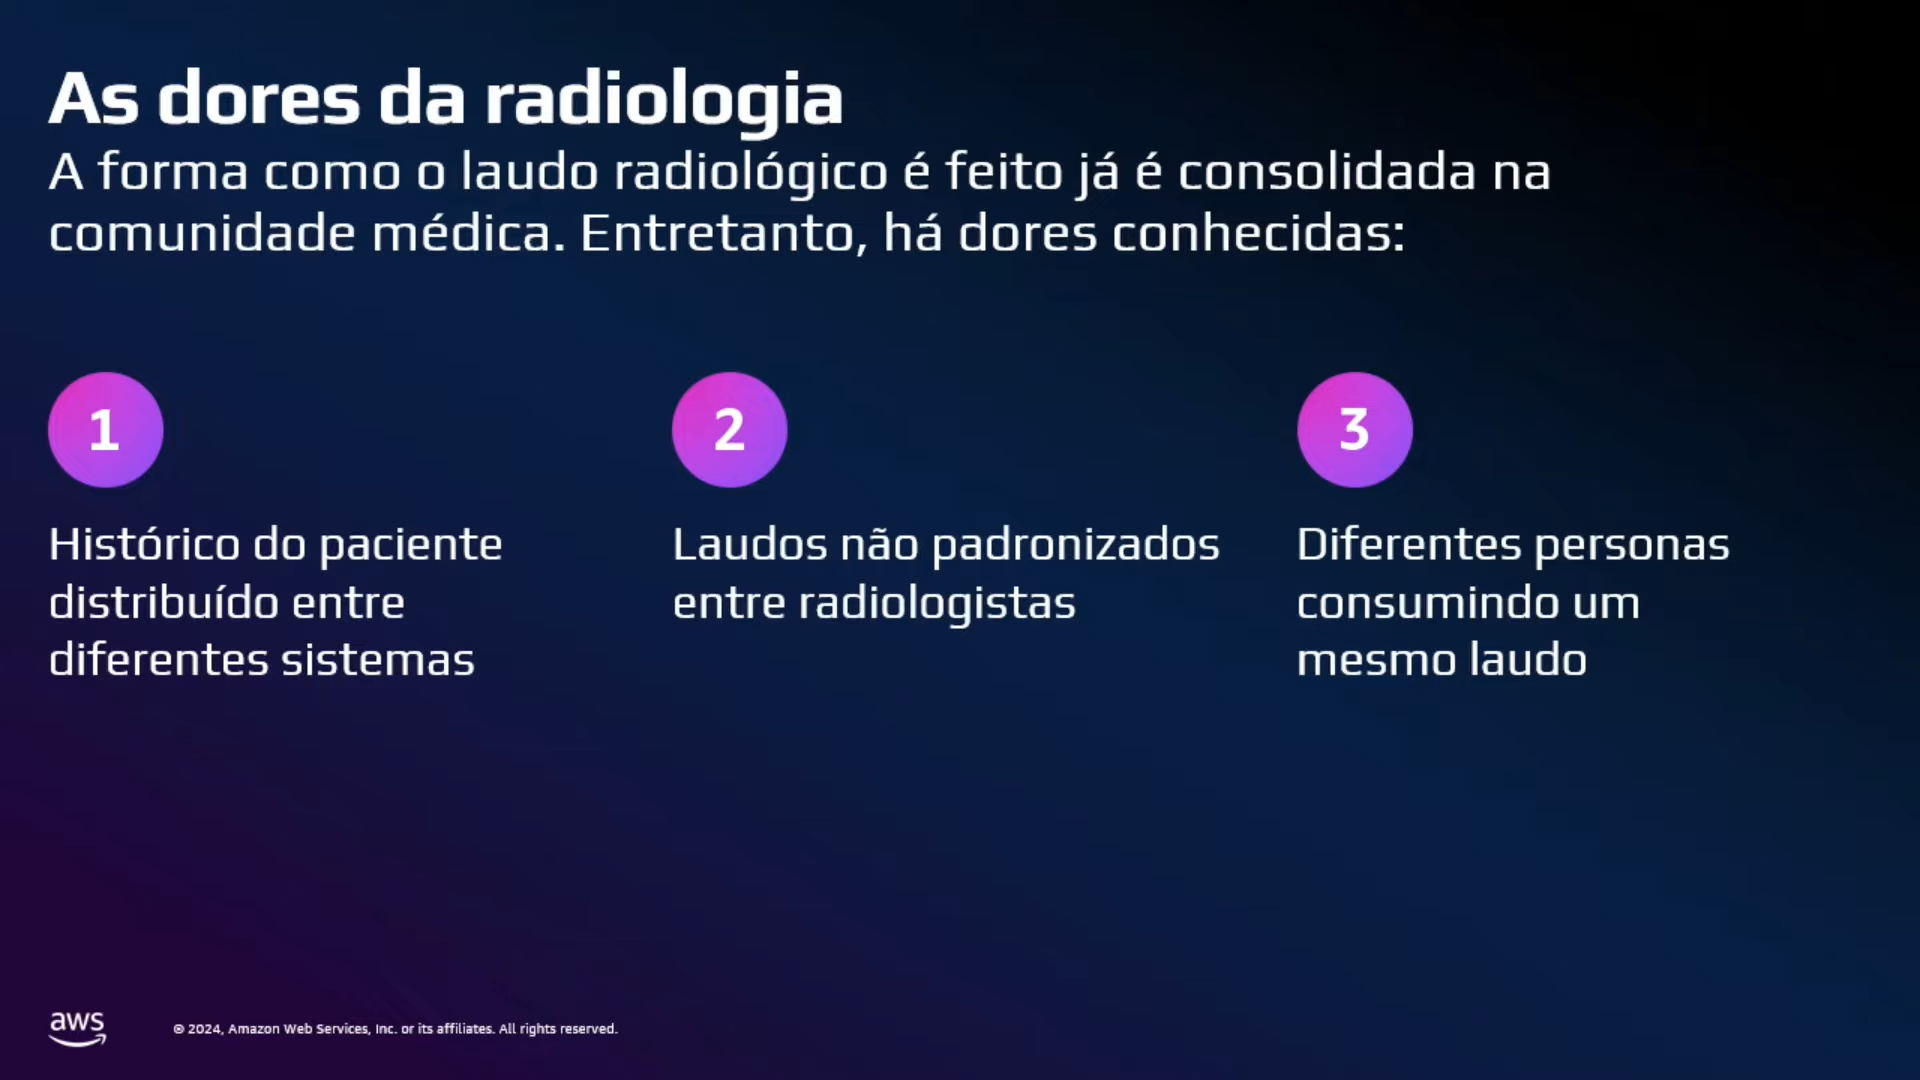 As dores da radiologia
A forma como o laudo radiológico é feito já é consolidada na
comunidade médica. Entretanto, há dores conhecidas:
1
Histórico do paciente
distribuído entre
diferentes sistemas
2
Laudos não padronizados
entre radiologistas
3
Diferentes personas
consumindo um
mesmo laudo
aws
© 2024, Amazon Web Services, Inc. or its affiliates. All rights reserved.